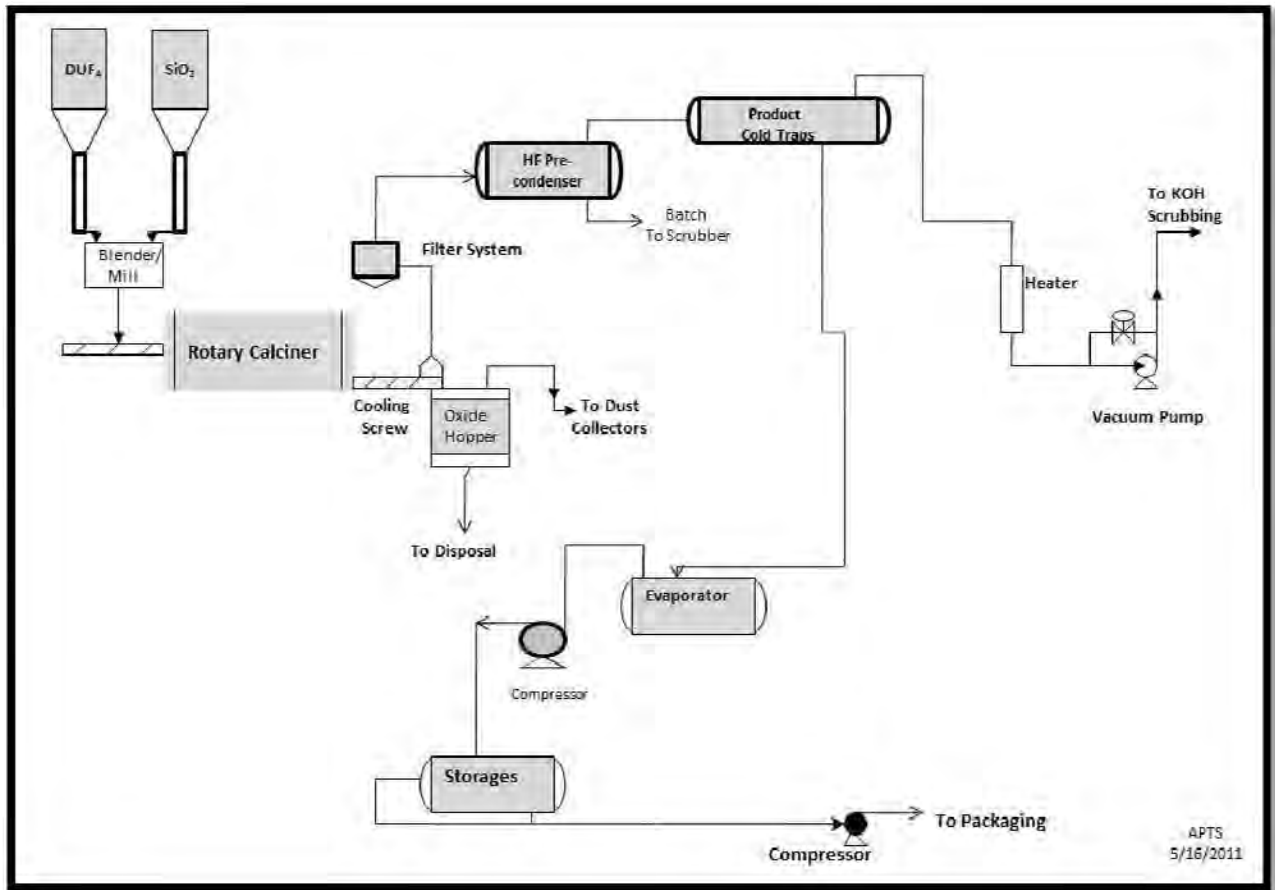 DUF₄
SiO₂
Product
Cold Traps
HF Pre-
condenser
To KOH
Scrubbing
Batch
To Scrubber
Filter System
Blender/
Mill
Heater
Rotary Calciner
Cooling
Screw
Oxide
Hopper
To Dust
Collectors
Vacuum Pump
To Disposal
Evaporator
Compressor
Storages
To Packaging
Compressor
APTS
5/16/2011